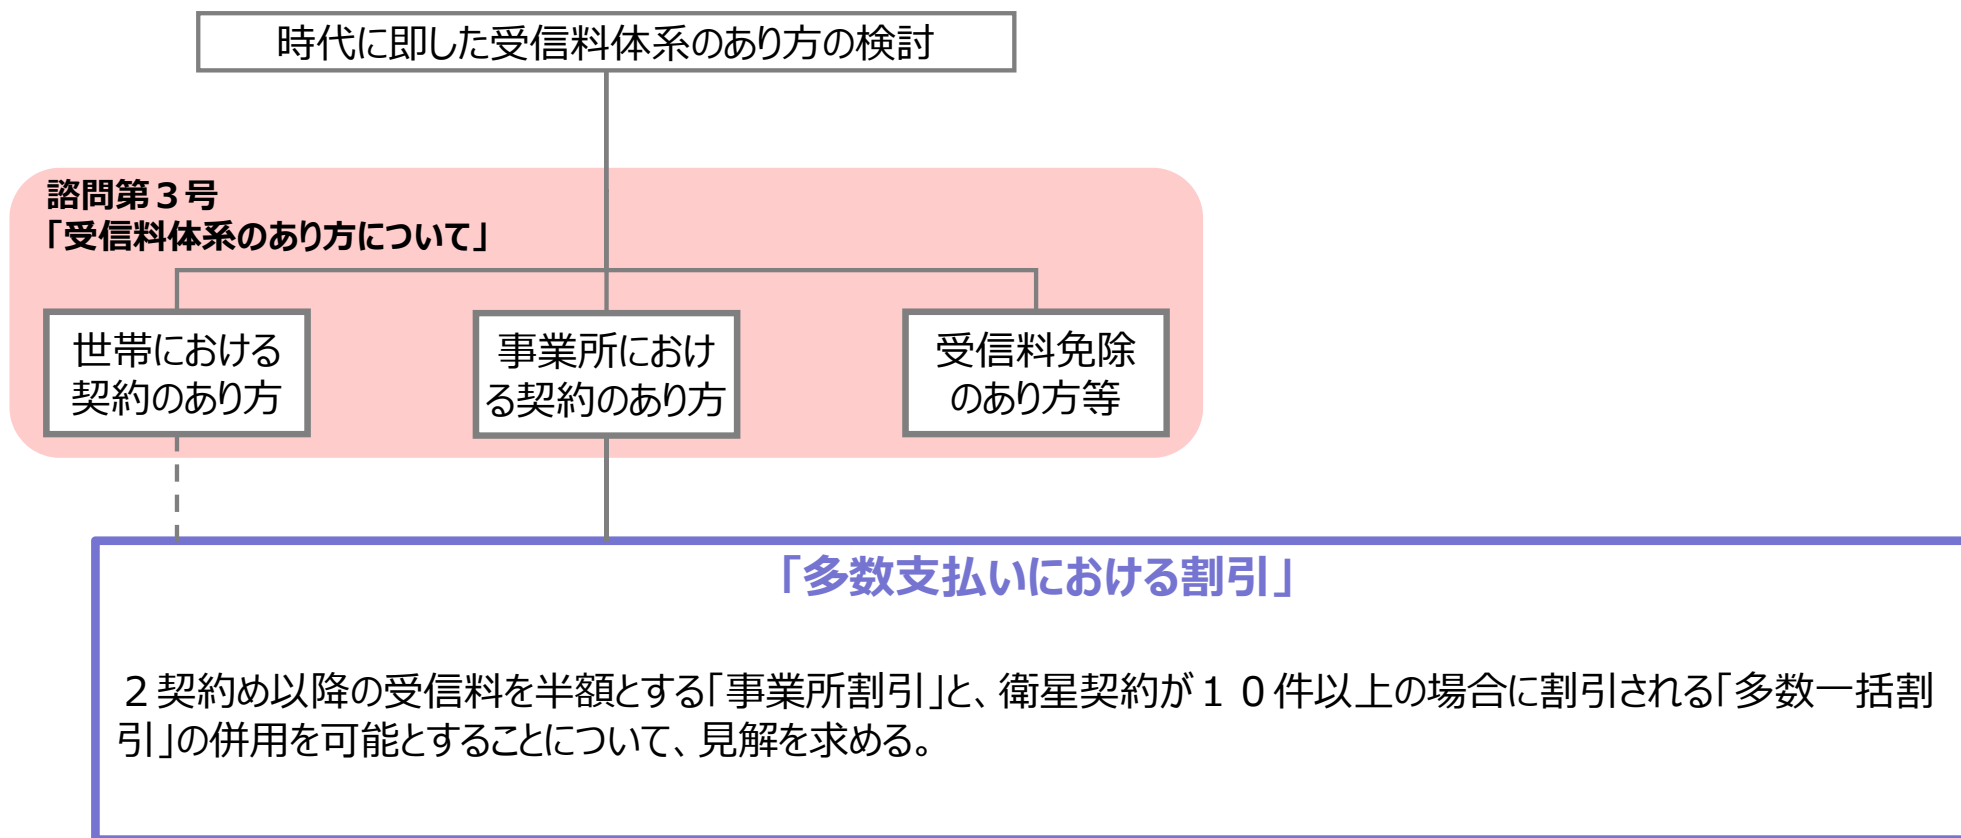 時代に即した受信料体系のあり方の検討
諮問第３号
「受信料体系のあり方について」
世帯における
契約のあり方
事業所におけ
る契約のあり方
受信料免除
のあり方等
「多数支払いにおける割引」
２契約め以降の受信料を半額とする「事業所割引」と、衛星契約が１０件以上の場合に割引される「多数一括割
引」の併用を可能とすることについて、見解を求める。